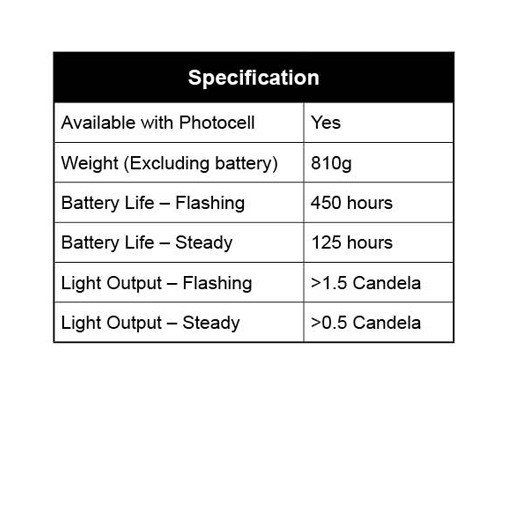 Specification
Available with Photocell Yes
Weight (Excluding battery) 810g
Battery Life – Flashing 450 hours
Battery Life – Steady 125 hours
Light Output – Flashing >1.5 Candela
Light Output – Steady >0.5 Candela